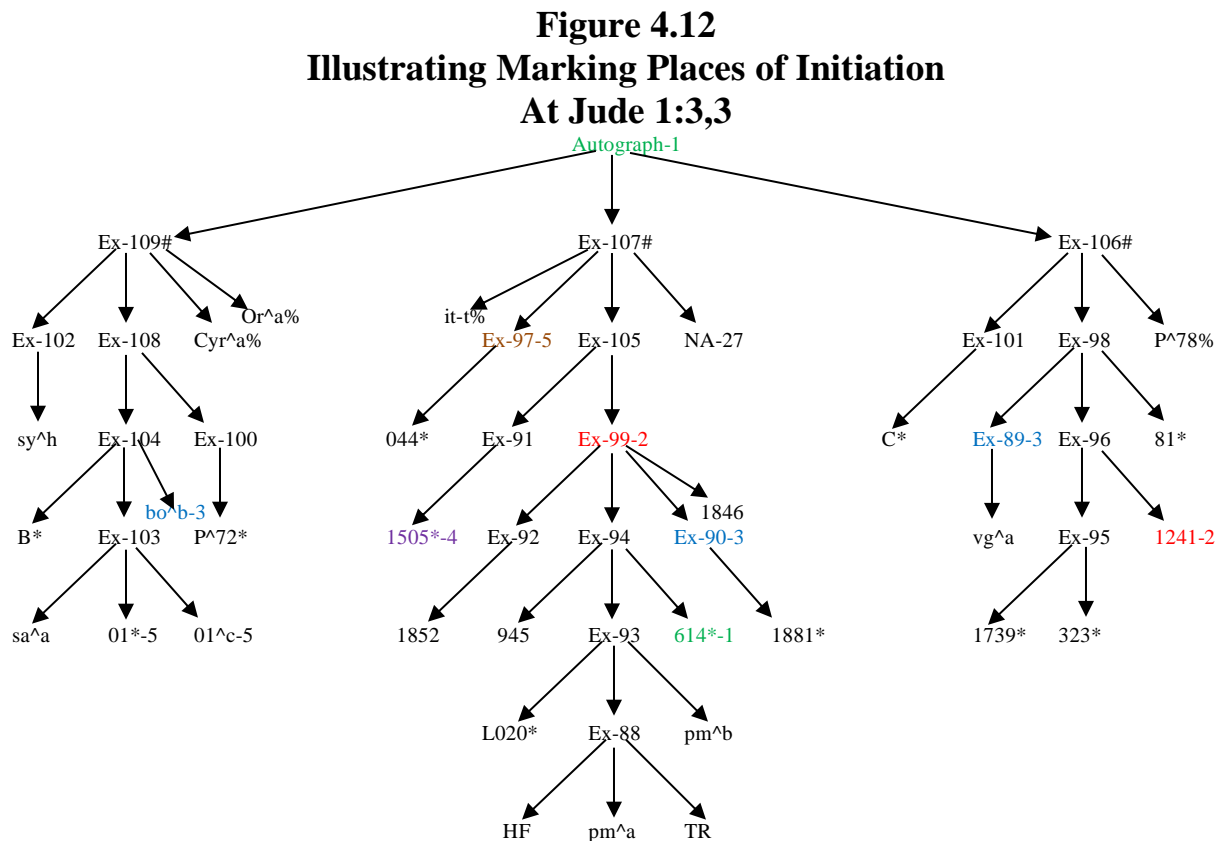 Figure 4.12
Illustrating Marking Places of Initiation
At Jude 1:3,3
Autograph-1
Ex-109# Ex-107# Ex-106#
Or^a% it-t%
Ex-102 Ex-108 Cyr^a% Ex-97-5 Ex-105 NA-27 Ex-101 Ex-98 P^78%
sy^h Ex-104 Ex-100 044* Ex-91 Ex-99-2 C* Ex-89-3 Ex-96 81*
bo^b-3 1846
B* Ex-103 P^72* 1505*-4 Ex-92 Ex-94 Ex-90-3 vg^a Ex-95 1241-2
sa^a 01*-5 01^c-5 1852 945 Ex-93 614*-1 1881* 1739* 323*
L020* Ex-88 pm^b
HF pm^a TR